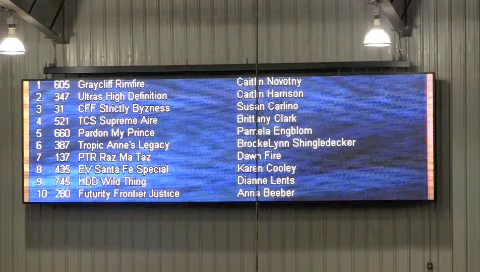 1 605 Graycliff Rimfire Caitlin Novotny
2 347 Ultras High Definition Caitlin Harrison
3 31 CFF Strictly Byzness Susan Carlino
4 521 TCS Supreme Aire Brittany Clark
5 660 Pardon My Prince Pamela Engblom
6 387 Tropic Anne's Legacy BrockeLynn Shingledecker
7 137 PTR Raz Ma Taz Dawn Fire
8 435 EV Santa Fe Special Karen Cooley
9 745 HDD Wild Thing Dianne Lents
10 280 Futurity Frontier Justice Anna Beeber